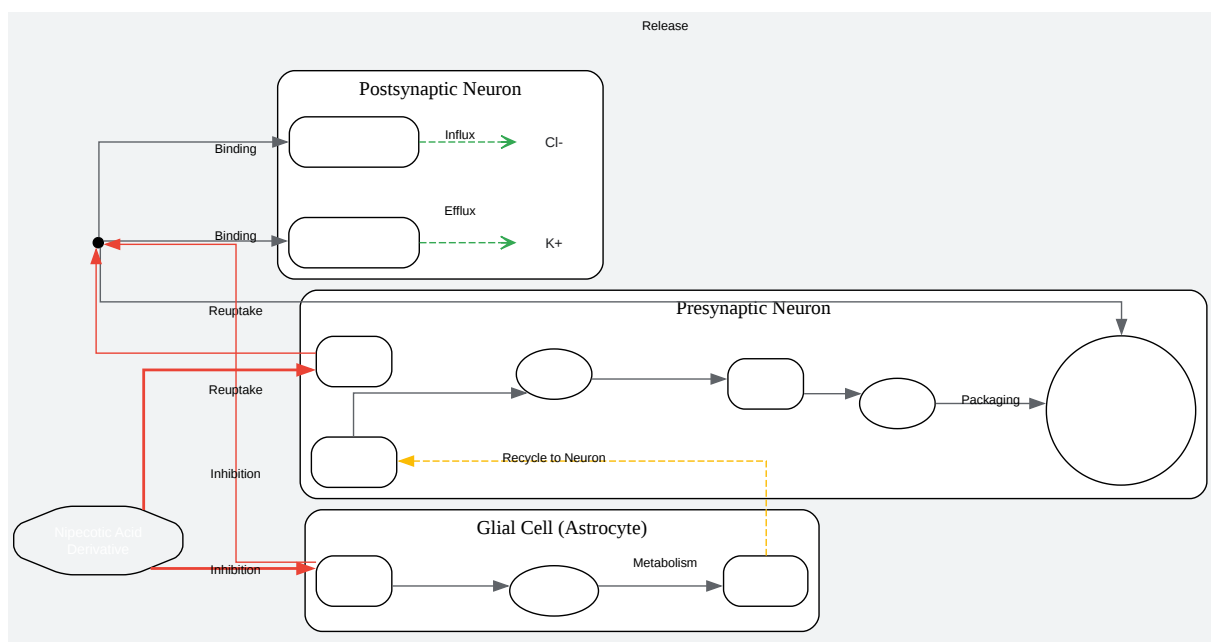 Release
Postsynaptic Neuron
Influx
Cl-
Binding
Efflux
Binding
K+
Reuptake
Presynaptic Neuron
Reuptake
Packaging
Recycle to Neuron
Inhibition
Glial Cell (Astrocyte)
Nipecotic Acid
Derivative
Metabolism
Inhibition